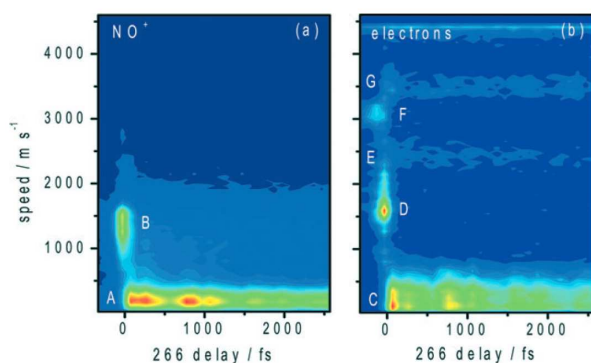 NO+ (a)
electrons (b)
4000
3000
2000
1000
speed / m s-1
A
B
C
D
E
F
G
0 1000 2000
0 1000 2000
266 delay / fs
266 delay / fs